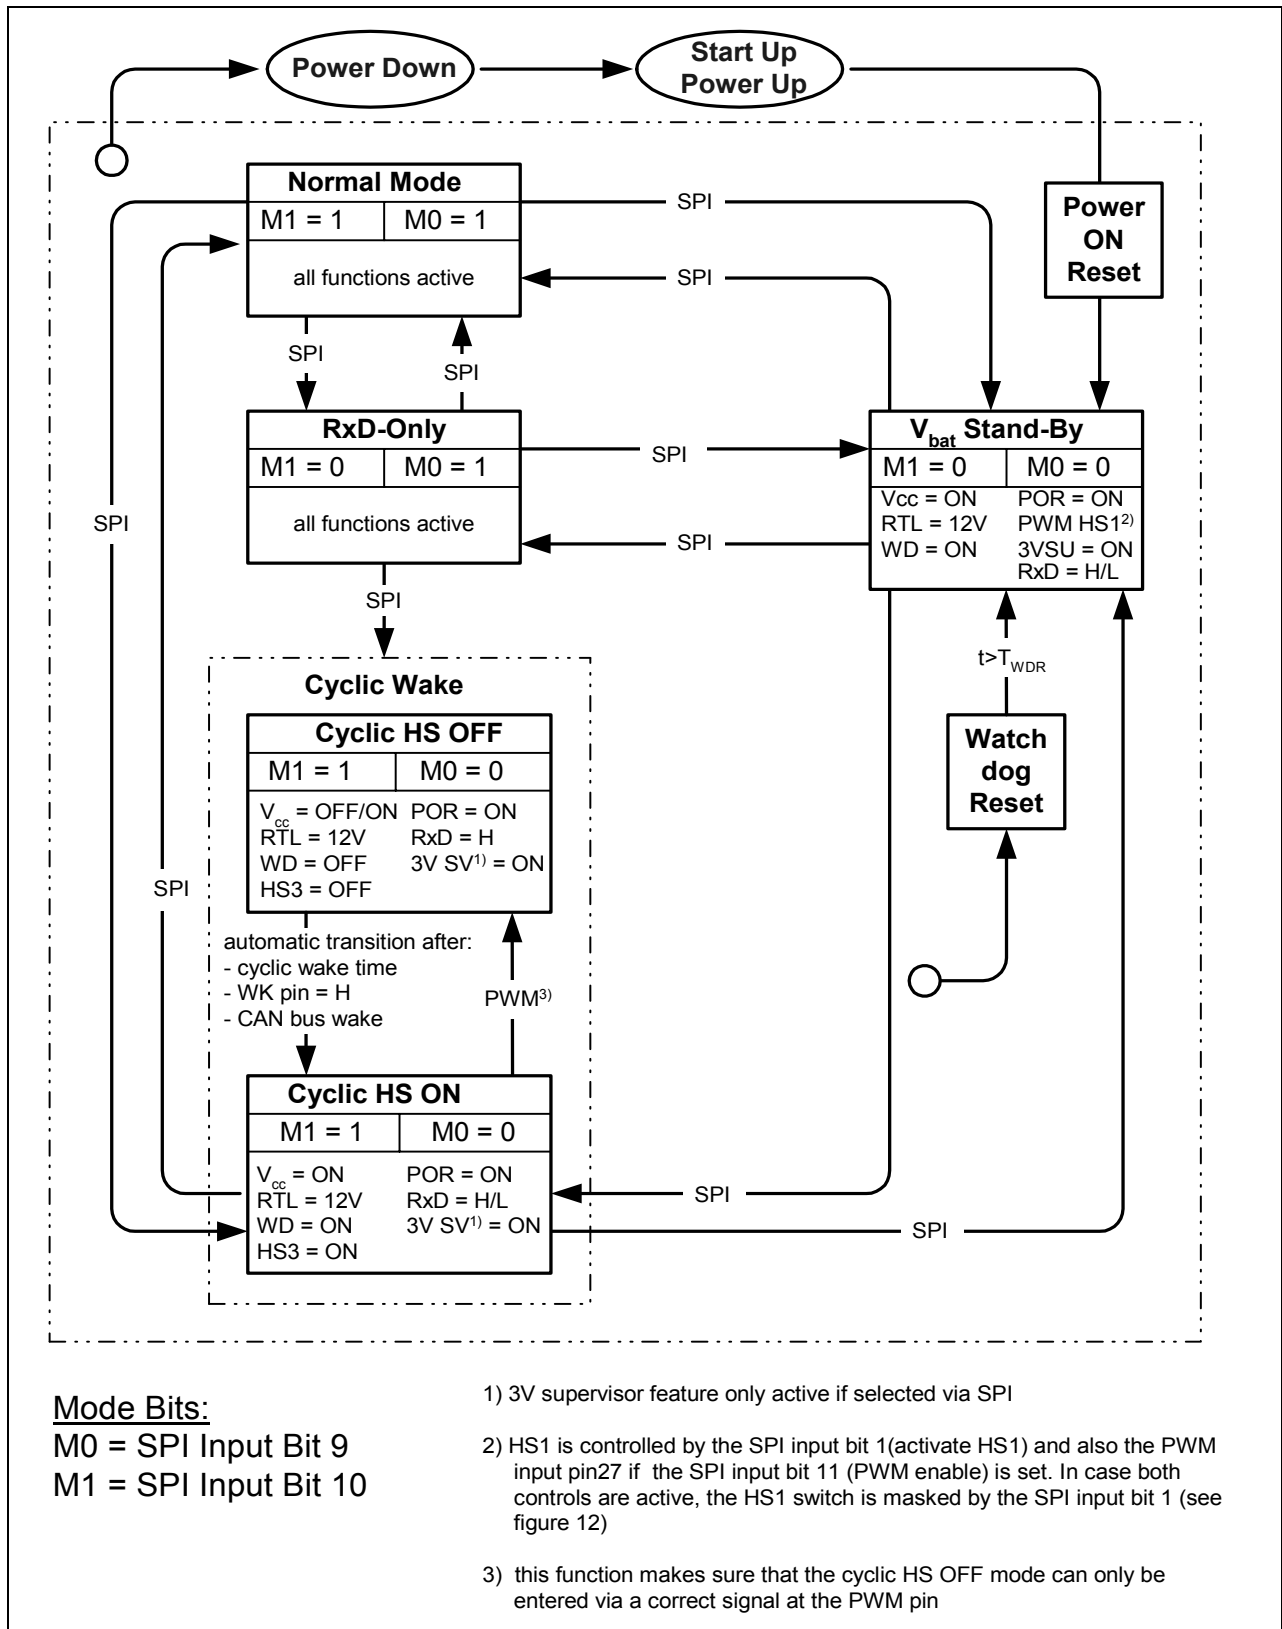 Power Down
Start Up
Power Up
Normal Mode
M1 = 1 M0 = 1
all functions active
SPI
Power
ON
Reset
SPI
SPI
SPI
RxD-Only
M1 = 0 M0 = 1
all functions active
SPI
V_bat Stand-By
M1 = 0 M0 = 0
Vcc = ON POR = ON
RTL = 12V PWM HS1²⁾
WD = ON 3VSU = ON
RxD = H/L
SPI
SPI
SPI
Cyclic Wake
t>T_WDR
Cyclic HS OFF
M1 = 1 M0 = 0
V_cc = OFF/ON POR = ON
RTL = 12V RxD = H
WD = OFF 3V SV¹⁾ = ON
HS3 = OFF
Watch
dog
Reset
SPI
automatic transition after:
- cyclic wake time
- WK pin = H
- CAN bus wake
PWM³⁾
Cyclic HS ON
M1 = 1 M0 = 0
V_cc = ON POR = ON
RTL = 12V RxD = H/L
WD = ON 3V SV¹⁾ = ON
HS3 = ON
SPI
SPI
Mode Bits:
M0 = SPI Input Bit 9
M1 = SPI Input Bit 10
1) 3V supervisor feature only active if selected via SPI
2) HS1 is controlled by the SPI input bit 1(activate HS1) and also the PWM
input pin27 if the SPI input bit 11 (PWM enable) is set. In case both
controls are active, the HS1 switch is masked by the SPI input bit 1 (see
figure 12)
3) this function makes sure that the cyclic HS OFF mode can only be
entered via a correct signal at the PWM pin